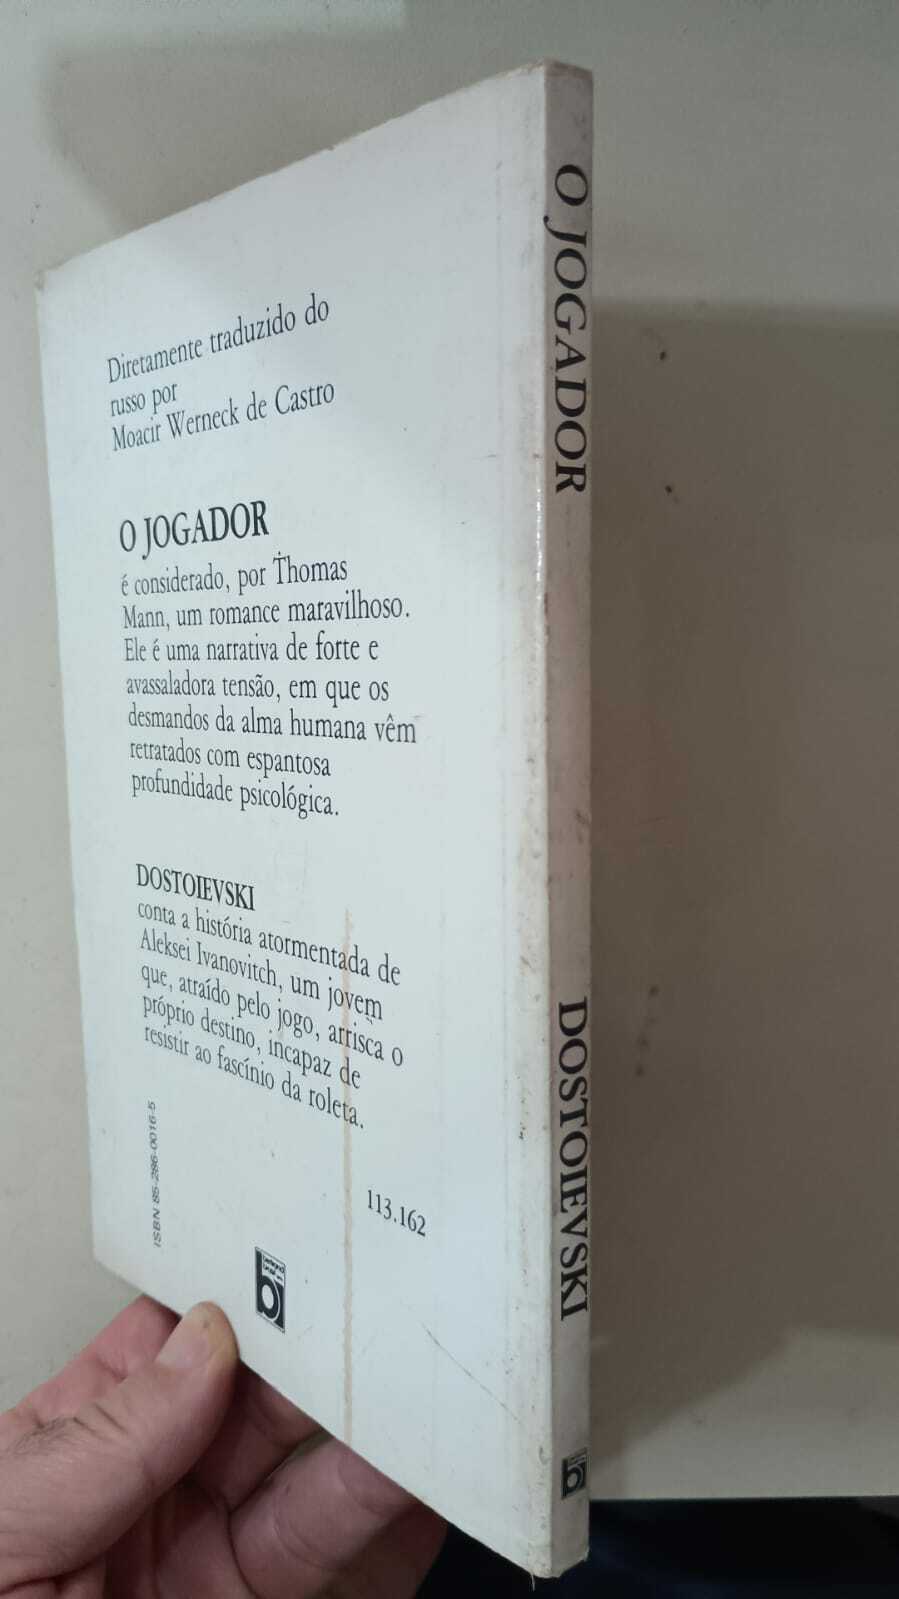 Diretamente traduzido do
russo por
Moacir Werneck de Castro
O JOGADOR
é considerado, por Thomas
Mann, um romance maravilhoso.
Ele é uma narrativa de forte e
avassaladora tensão, em que os
desmandos da alma humana vêm
retratados com espantosa
profundidade psicológica.
DOSTOIEVSKI
conta a história atormentada de
Aleksei Ivanovitch, um jovem
que, atraído pelo jogo, arrisca o
próprio destino, incapaz de
resistir ao fascínio da roleta.
ISBN 85-286-0016-5
113.162
bertrand
brasil
O JOGADOR
DOSTOIEVSKI